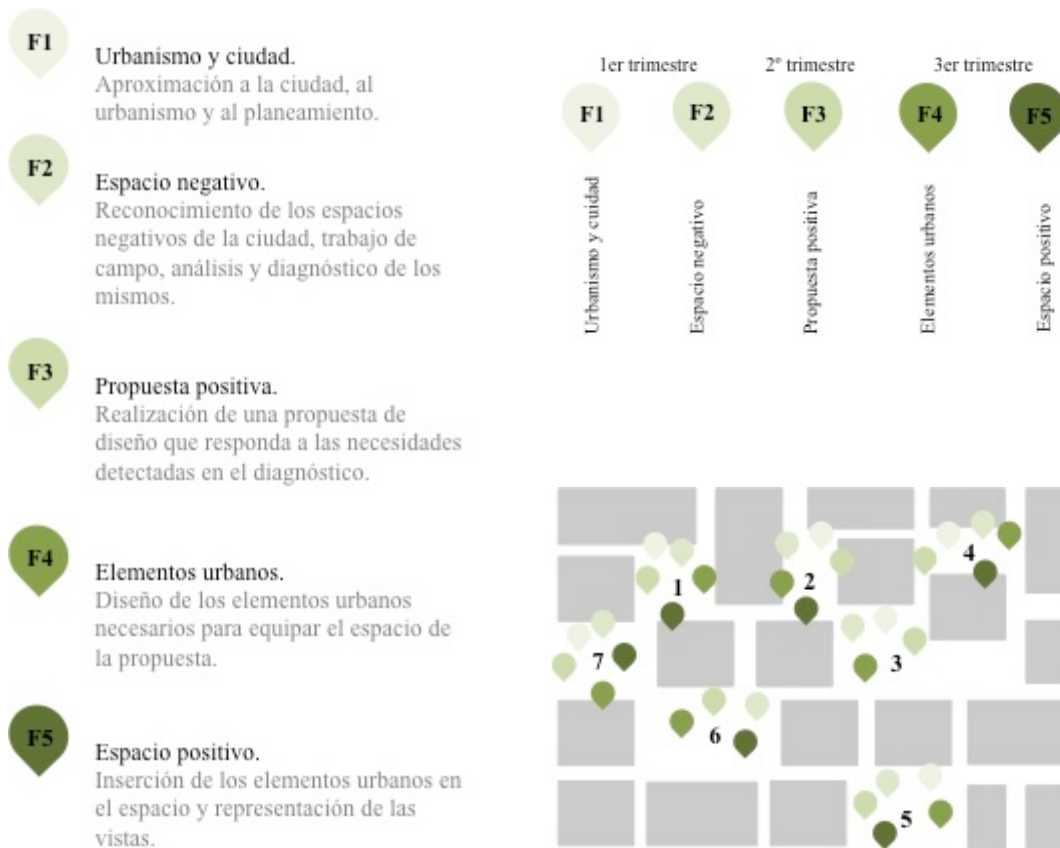 F1
Urbanismo y ciudad.
Aproximación a la ciudad, al
urbanismo y al planeamiento.
F2
Espacio negativo.
Reconocimiento de los espacios
negativos de la ciudad, trabajo de
campo, análisis y diagnóstico de los
mismos.
F3
Propuesta positiva.
Realización de una propuesta de
diseño que responda a las necesidades
detectadas en el diagnóstico.
F4
Elementos urbanos.
Diseño de los elementos urbanos
necesarios para equipar el espacio de
la propuesta.
F5
Espacio positivo.
Inserción de los elementos urbanos en
el espacio y representación de las
vistas.
1er trimestre
2º trimestre
3er trimestre
F1
F2
F3
F4
F5
Urbanismo y cuidad
Espacio negativo
Propuesta positiva
Elementos urbanos
Espacio positivo
1
2
4
3
7
6
5